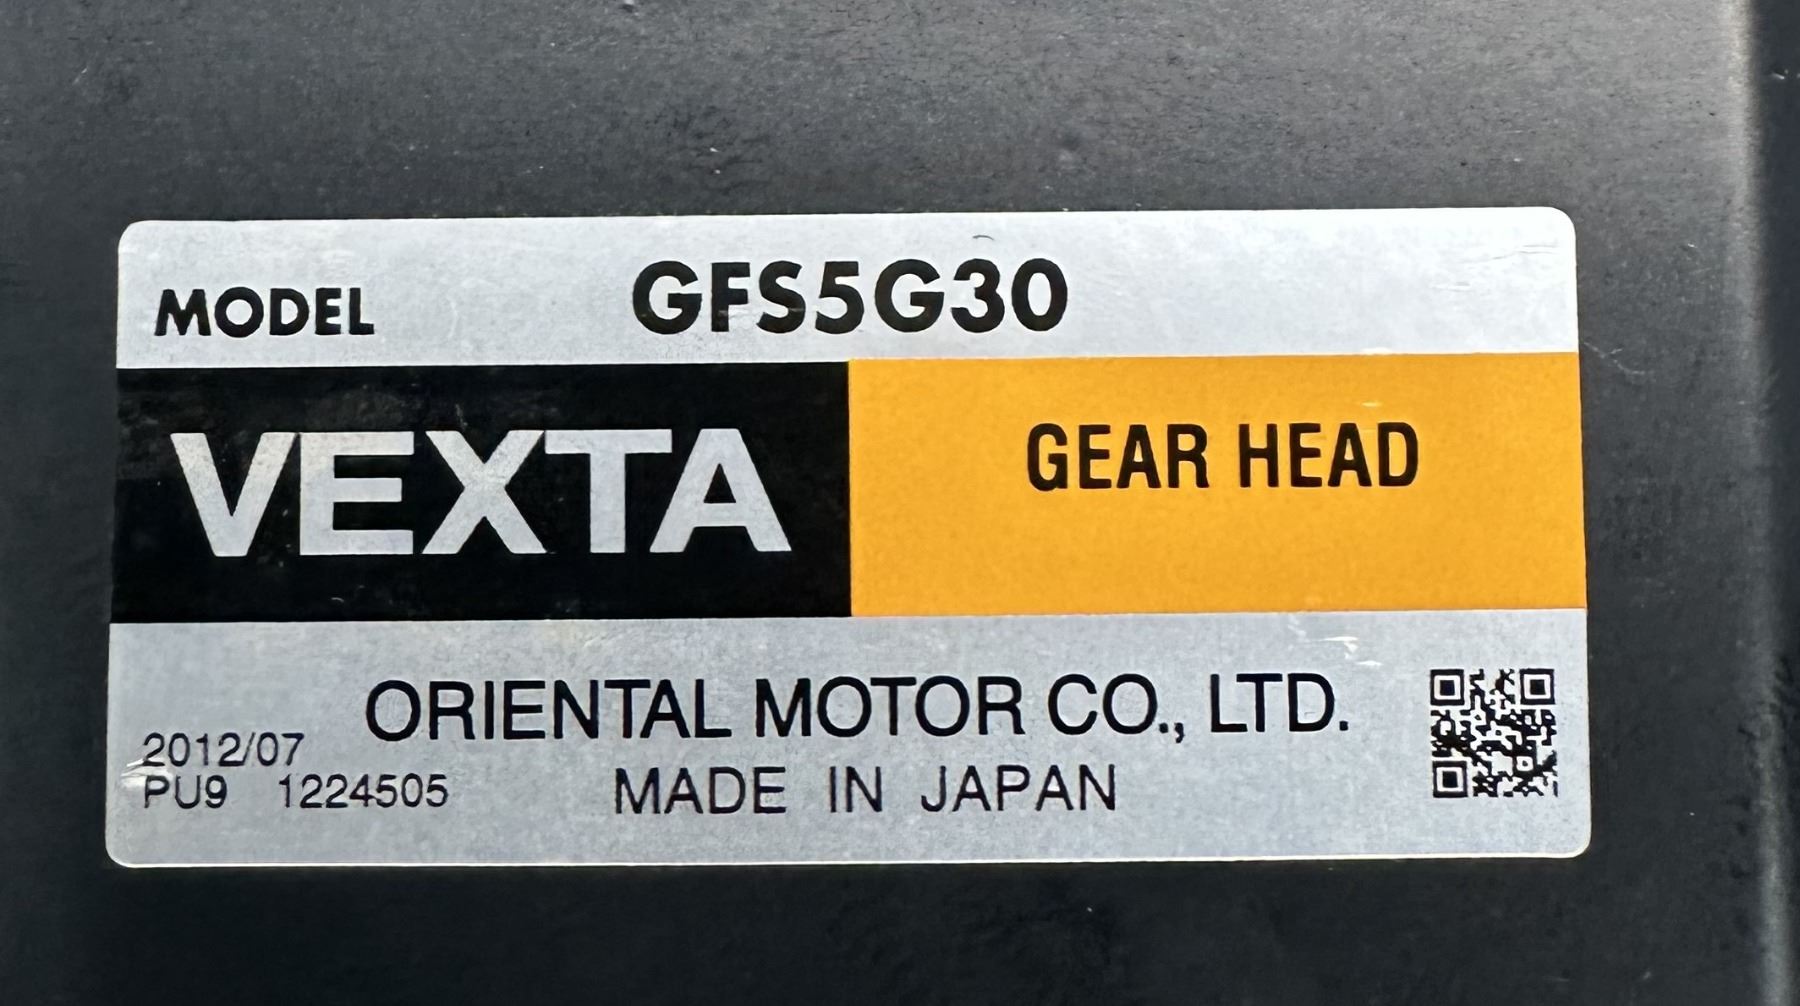 MODEL GFS5G30
VEXTA
GEAR HEAD
ORIENTAL MOTOR CO., LTD.
2012/07
PU9 1224505
MADE IN JAPAN